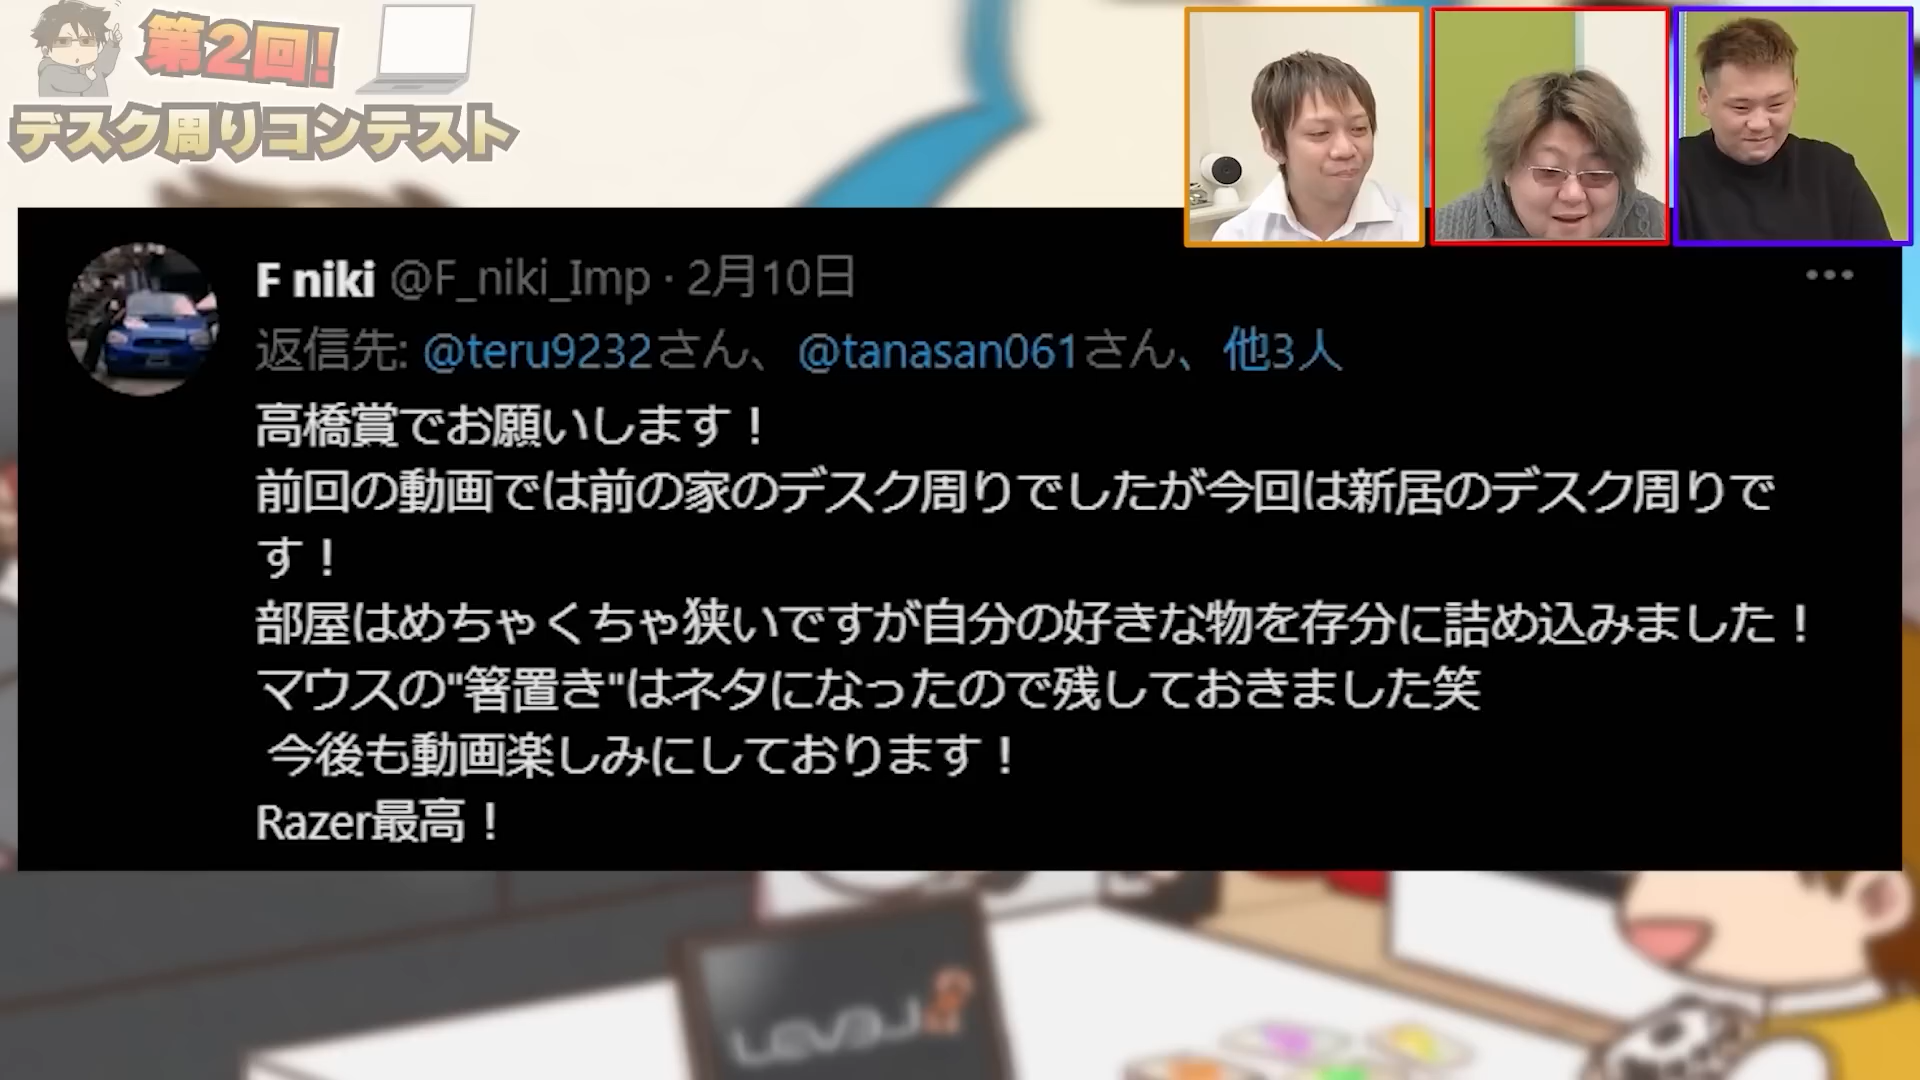 第2回!
デスク周りコンテスト
F niki @F_niki_Imp · 2月10日
返信先: @teru9232さん、 @tanasan061さん、 他3人
高橋賞でお願いします！
前回の動画では前の家のデスク周りでしたが今回は新居のデスク周りで
す！
部屋はめちゃくちゃ狭いですが自分の好きな物を存分に詰め込みました！
マウスの"箸置き"はネタになったので残しておきました笑
今後も動画楽しみにしております！
Razer最高！
LEVEL